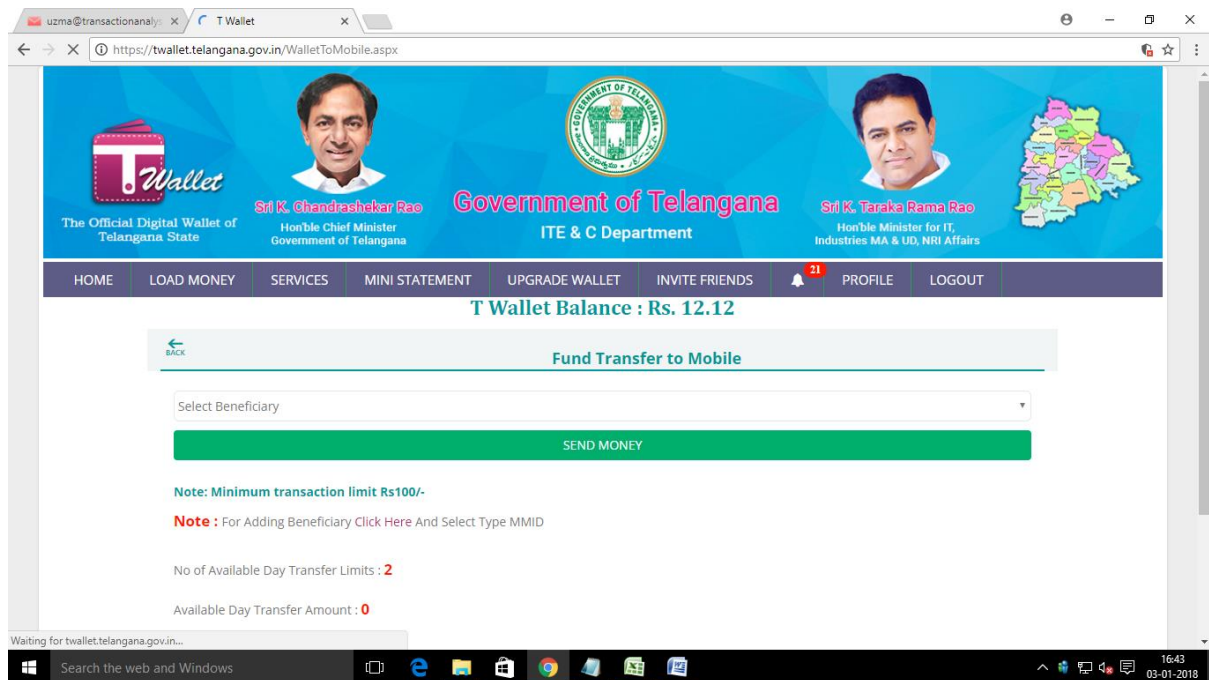 uzma@transactionanaly
T Wallet
https://twallet.telangana.gov.in/WalletToMobile.aspx
T Wallet
The Official Digital Wallet of
Telangana State
Sri K. Chandrashekar Rao
Hon'ble Chief Minister
Government of Telangana
Government of Telangana
ITE & C Department
Sri K. Taraka Rama Rao
Hon'ble Minister for IT,
Industries MA & UD, NRI Affairs
HOME LOAD MONEY SERVICES MINI STATEMENT UPGRADE WALLET INVITE FRIENDS 21 PROFILE LOGOUT
T Wallet Balance : Rs. 12.12
BACK
Fund Transfer to Mobile
Select Beneficiary
SEND MONEY
Note: Minimum transaction limit Rs100/-
Note : For Adding Beneficiary Click Here And Select Type MMID
No of Available Day Transfer Limits : 2
Available Day Transfer Amount : 0
Waiting for twallet.telangana.gov.in...
Search the web and Windows
16:43
03-01-2018